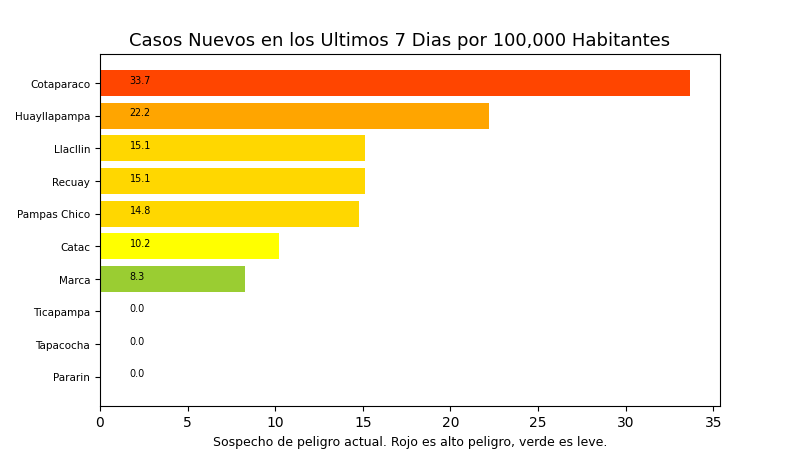 Casos Nuevos en los Ultimos 7 Dias por 100,000 Habitantes
Cotaparaco 33.7
Huayllapampa 22.2
Llacllin 15.1
Recuay 15.1
Pampas Chico 14.8
Catac 10.2
Marca 8.3
Ticapampa 0.0
Tapacocha 0.0
Pararin 0.0
0 5 10 15 20 25 30 35
Sospecho de peligro actual. Rojo es alto peligro, verde es leve.